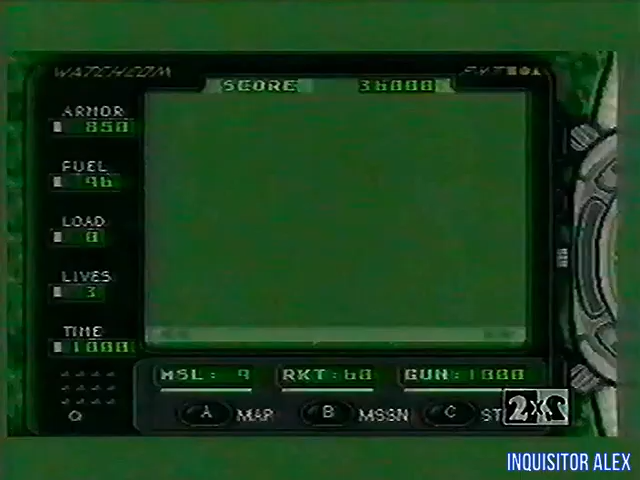 WATCHCOM
SCORE 36000
ARMOR
850
FUEL
96
LOAD
0
LIVES
3
TIME
1000
MSL: 9 RKT:60 GUN:1000
A MAP B MSSN C
2x2
INQUISITOR ALEX